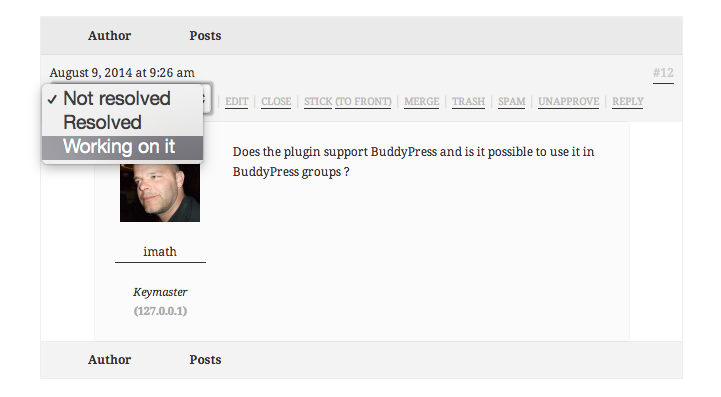 Author Posts
August 9, 2014 at 9:26 am #12
✓ Not resolved
Resolved
Working on it
| EDIT | CLOSE | STICK (TO FRONT) | MERGE | TRASH | SPAM | UNAPPROVE | REPLY
Does the plugin support BuddyPress and is it possible to use it in
BuddyPress groups ?
imath
Keymaster
(127.0.0.1)
Author Posts